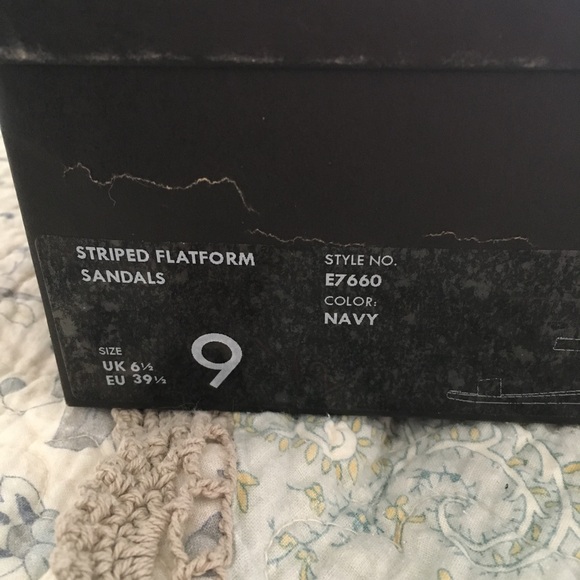 STRIPED FLATFORM
SANDALS
STYLE NO.
E7660
COLOR:
NAVY
SIZE
UK 6½
EU 39½
9